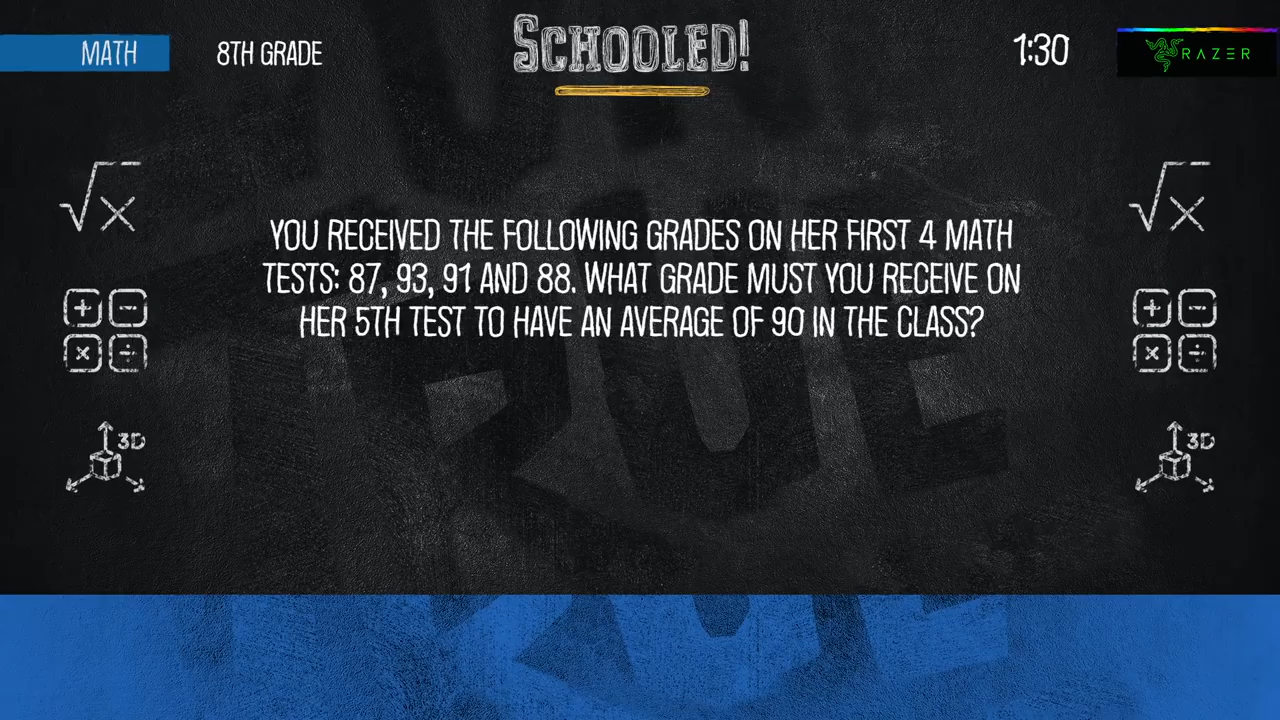 MATH
8TH GRADE
SCHOOLED!
1:30
RAZER
YOU RECEIVED THE FOLLOWING GRADES ON HER FIRST 4 MATH
TESTS: 87, 93, 91 AND 88. WHAT GRADE MUST YOU RECEIVE ON
HER 5TH TEST TO HAVE AN AVERAGE OF 90 IN THE CLASS?
√x
√x
+ -
× ÷
+ -
× ÷
3D
3D
TRUE